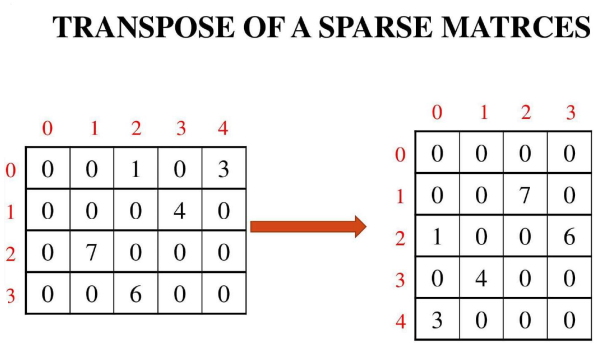 TRANSPOSE OF A SPARSE MATRCES
0 1 2 3 4
0 0 0 1 0 3
1 0 0 0 4 0
2 0 7 0 0 0
3 0 0 6 0 0
0 1 2 3
0 0 0 0 0
1 0 0 7 0
2 1 0 0 6
3 0 4 0 0
4 3 0 0 0